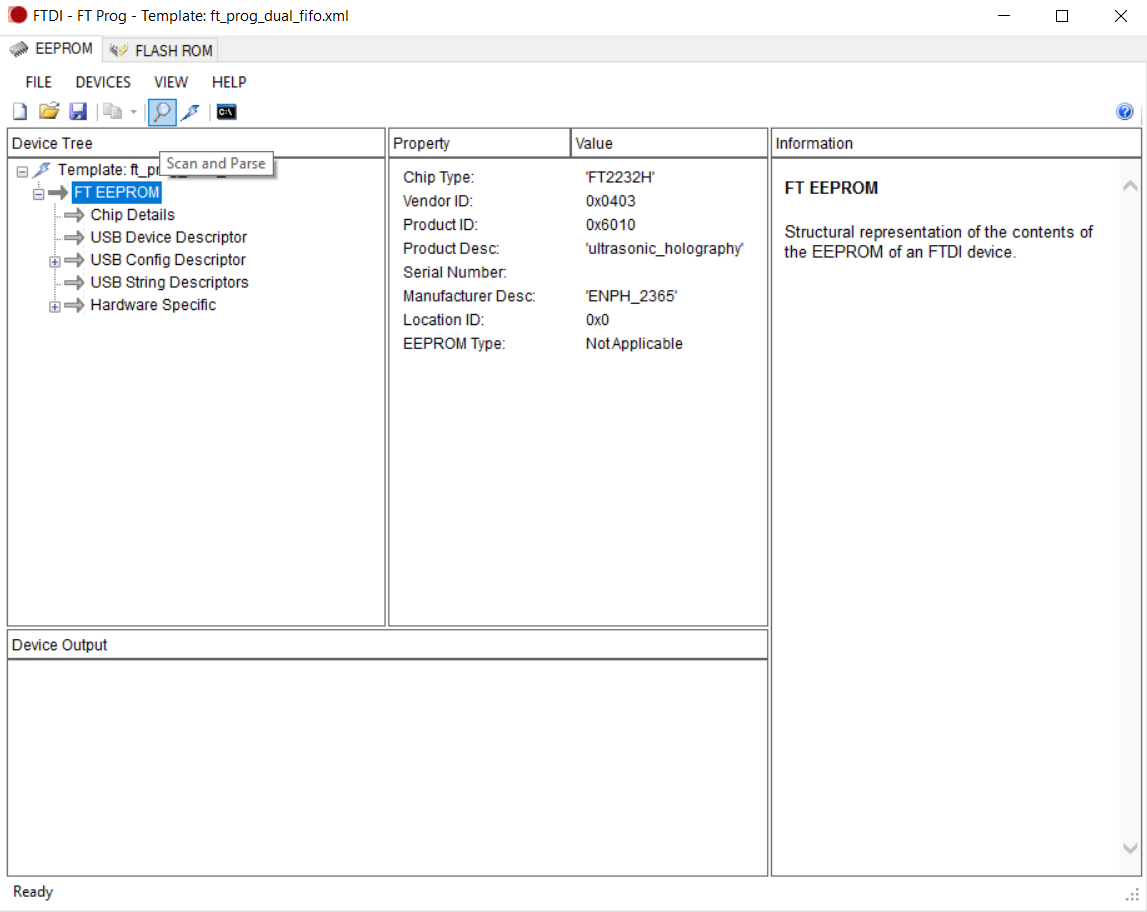 FTDI - FT Prog - Template: ft_prog_dual_fifo.xml
EEPROM
FLASH ROM
FILE DEVICES VIEW HELP
C:\
?
Device Tree
Template: ft_pr
Scan and Parse
FT EEPROM
Chip Details
USB Device Descriptor
USB Config Descriptor
USB String Descriptors
Hardware Specific
Property Value
Chip Type: 'FT2232H'
Vendor ID: 0x0403
Product ID: 0x6010
Product Desc: 'ultrasonic_holography'
Serial Number:
Manufacturer Desc: 'ENPH_2365'
Location ID: 0x0
EEPROM Type: NotApplicable
Information
FT EEPROM
Structural representation of the contents of
the EEPROM of an FTDI device.
Device Output
Ready